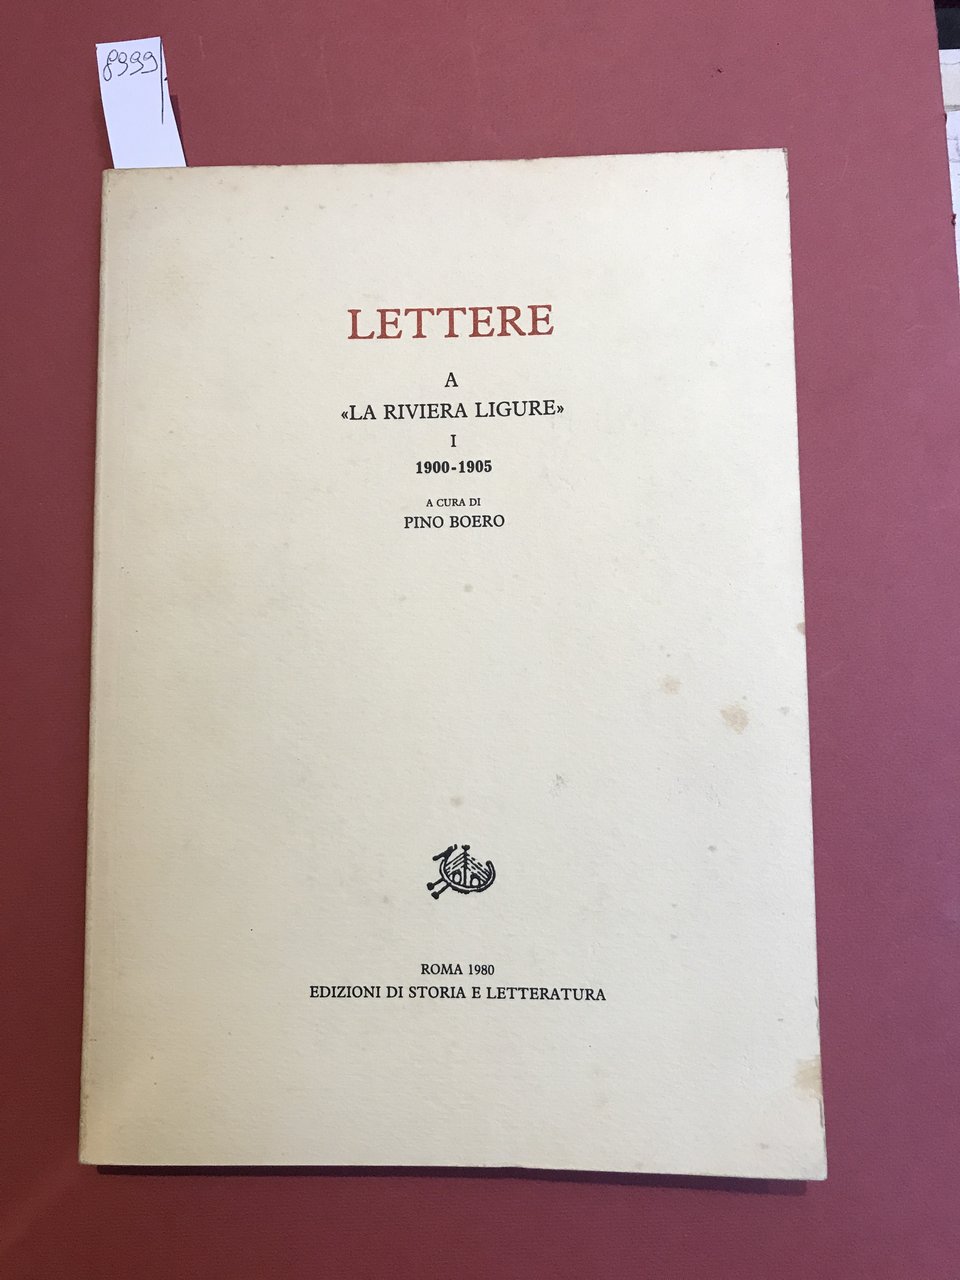 8999
LETTERE
A
«LA RIVIERA LIGURE»
I
1900-1905
A CURA DI
PINO BOERO
ROMA 1980
EDIZIONI DI STORIA E LETTERATURA